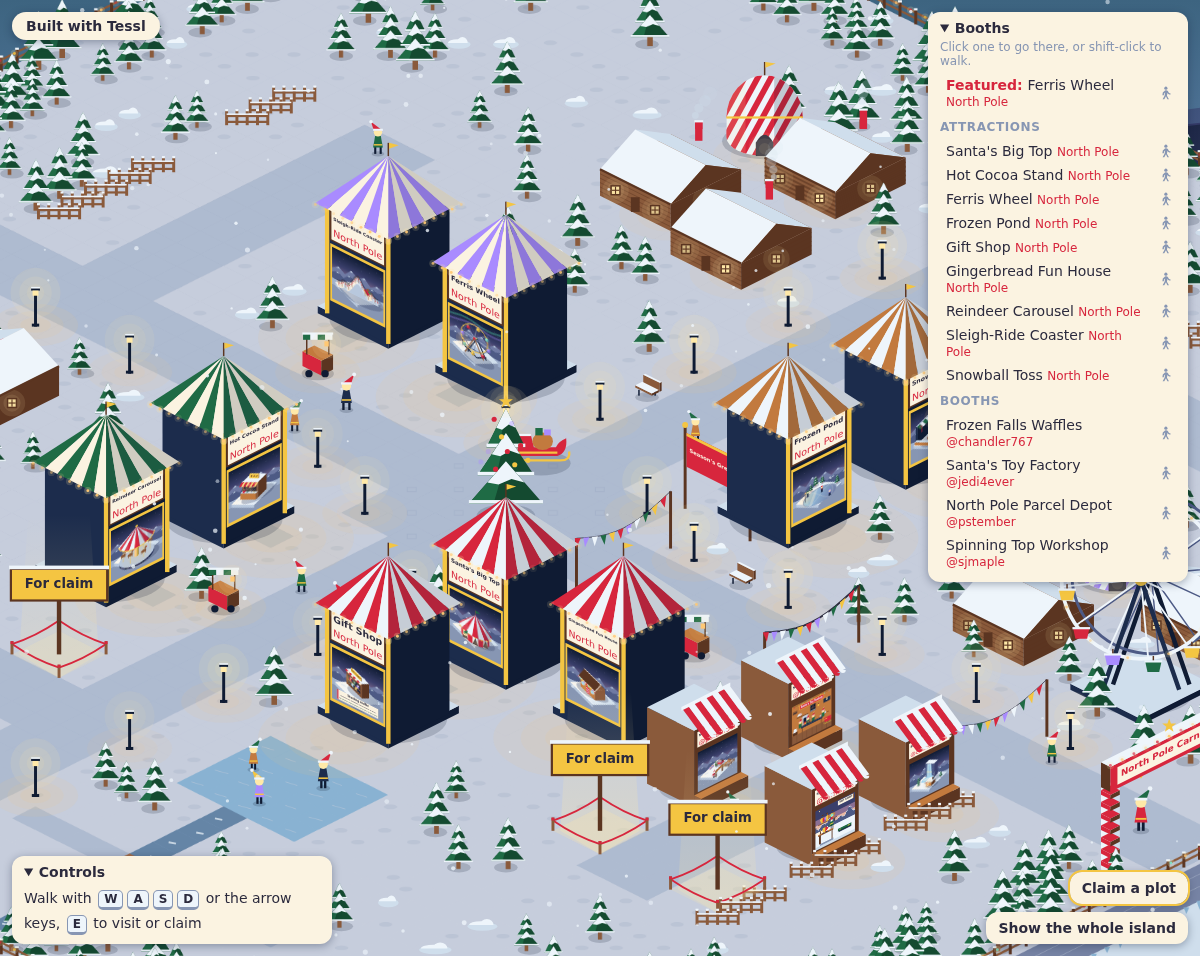 Built with Tessl
▼ Booths
Click one to go there, or shift-click to
walk.
Featured: Ferris Wheel
North Pole
ATTRACTIONS
Santa's Big Top North Pole
Hot Cocoa Stand North Pole
Ferris Wheel North Pole
Frozen Pond North Pole
Gift Shop North Pole
Gingerbread Fun House
North Pole
Reindeer Carousel North Pole
Sleigh-Ride Coaster North
Pole
Snowball Toss North Pole
BOOTHS
Frozen Falls Waffles
@chandler767
Santa's Toy Factory
@jedi4ever
North Pole Parcel Depot
@pstember
Spinning Top Workshop
@sjmaple
Sleigh-Ride Coaster
North Pole
Ferris Wheel
North Pole
Hot Cocoa Stand
North Pole
Reindeer Carousel
North Pole
Frozen Pond
North Pole
Santa's Big Top
North Pole
Gift Shop
North Pole
Gingerbread Fun House
North Pole
For claim
For claim
For claim
North Pole Carn
▼ Controls
Walk with W A S D or the arrow
keys, E to visit or claim
Claim a plot
Show the whole island